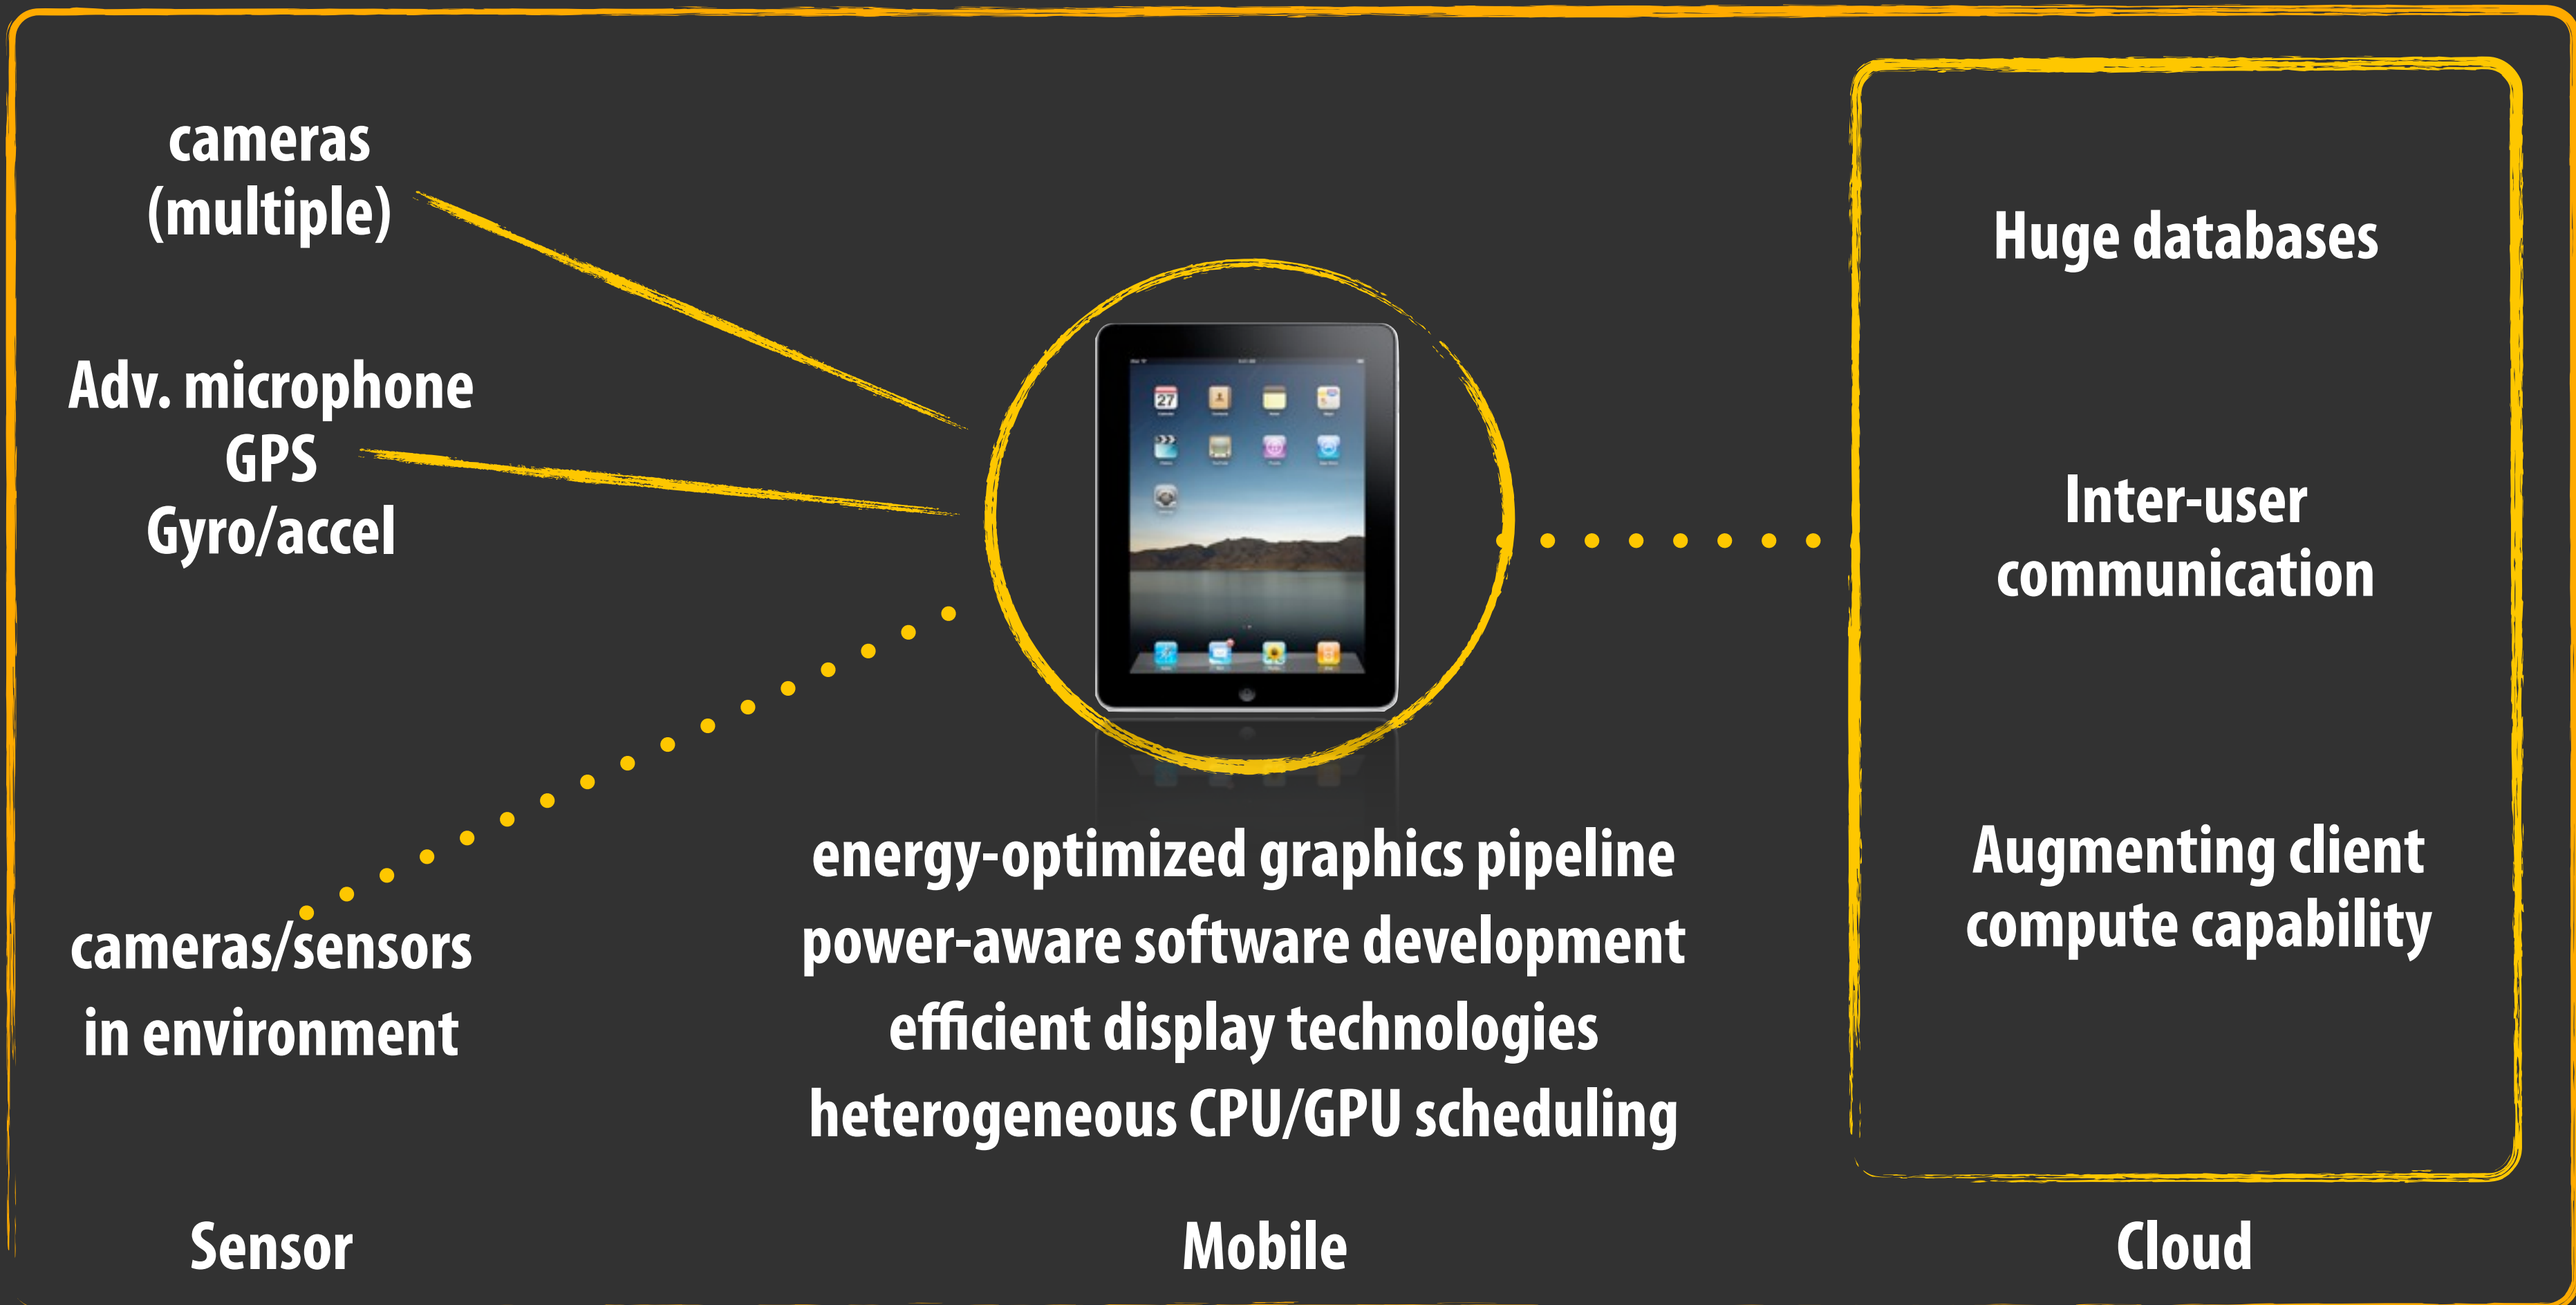 cameras
(multiple)
Adv. microphone
GPS
Gyro/accel
cameras/sensors
in environment
Sensor
27
energy-optimized graphics pipeline
power-aware software development
efficient display technologies
heterogeneous CPU/GPU scheduling
Mobile
Huge databases
Inter-user
communication
Augmenting client
compute capability
Cloud